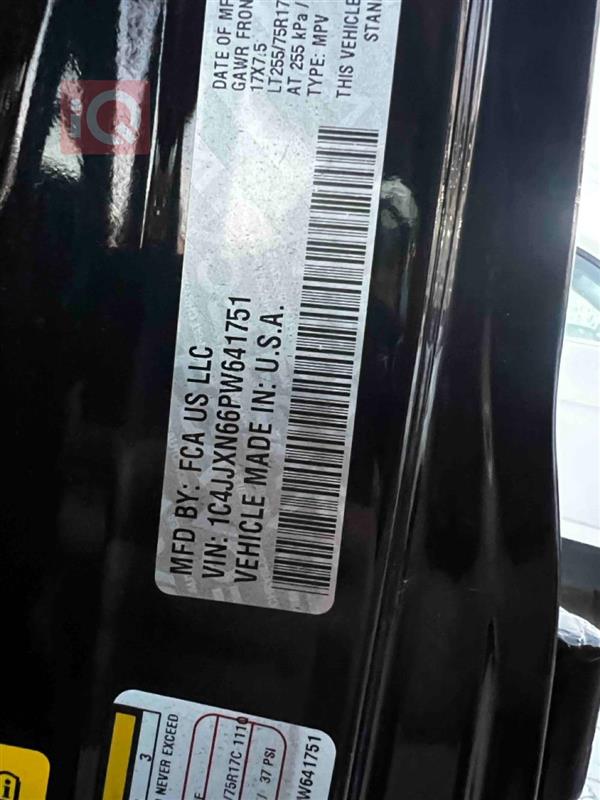 iQ
MFD BY: FCA US LLC
VIN: 1C4JJXN66PW641751
VEHICLE MADE IN: U.S.A.
DATE OF MF
GAWR FRON
17X7.5
LT255/75R17
AT 255 kPa /
TYPE: MPV
THIS VEHICLE
STAN
3
NEVER EXCEED
/75R17C 111
/ 37 PSI
W641751